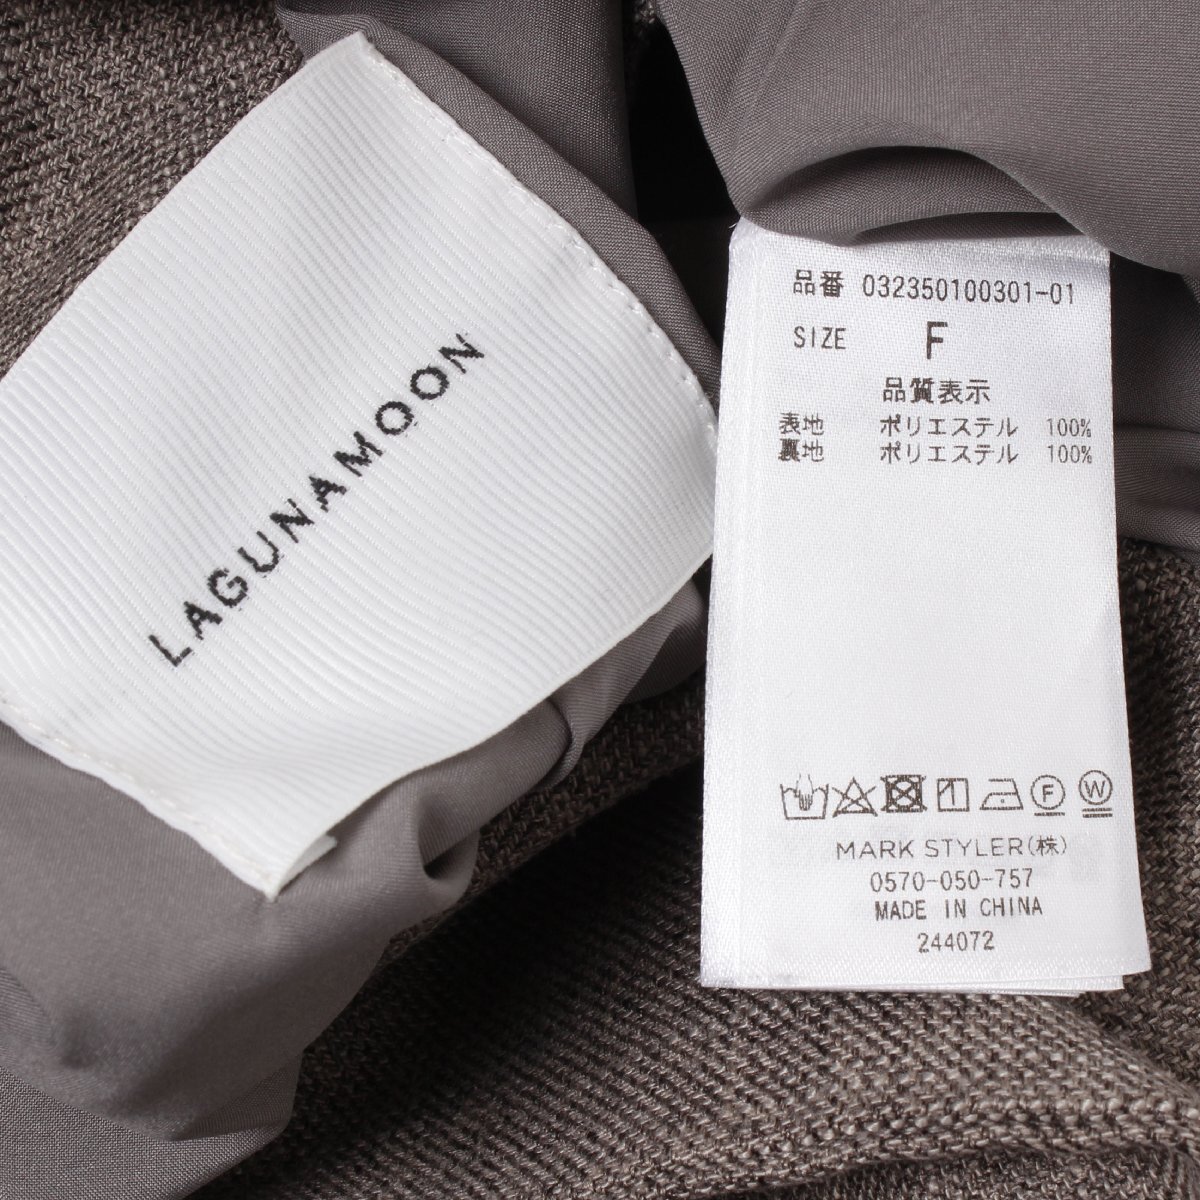 LAGUNAMOON
品番 032350100301-01
SIZE F
品質表示
表地 ポリエステル 100%
裏地 ポリエステル 100%
F W
MARK STYLER(株)
0570-050-757
MADE IN CHINA
244072